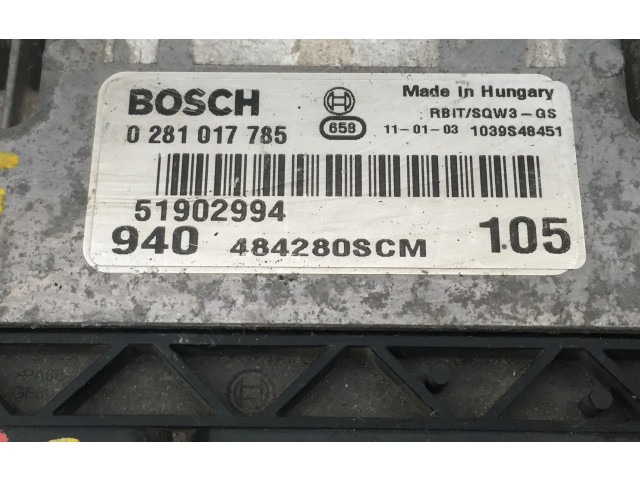 BOSCH
Made in Hungary
RBIT/SQW3-GS
0 281 017 785
656
11-01-03 1039S48451
51902994
940 484280SCM 105